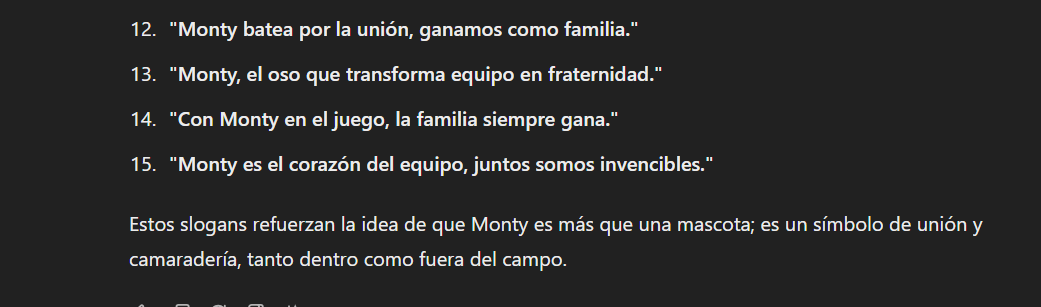 12. "Monty batea por la unión, ganamos como familia."
13. "Monty, el oso que transforma equipo en fraternidad."
14. "Con Monty en el juego, la familia siempre gana."
15. "Monty es el corazón del equipo, juntos somos invencibles."
Estos slogans refuerzan la idea de que Monty es más que una mascota; es un símbolo de unión y
camaradería, tanto dentro como fuera del campo.